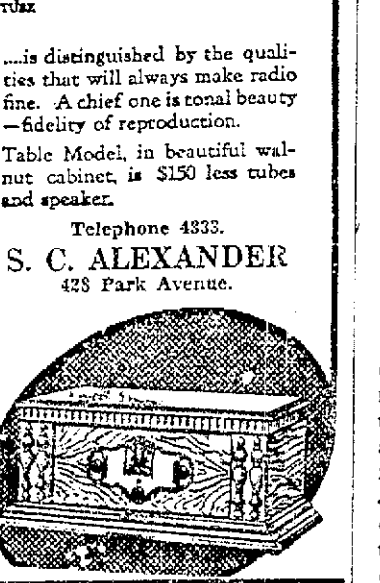 ....is distinguished by the quali-
ties that will always make radio
fine. A chief one is tonal beauty
—fidelity of reproduction.
Table Model, in beautiful wal-
nut cabinet, is $150 less tubes
and speaker.
Telephone 4333.
S. C. ALEXANDER
428 Park Avenue.